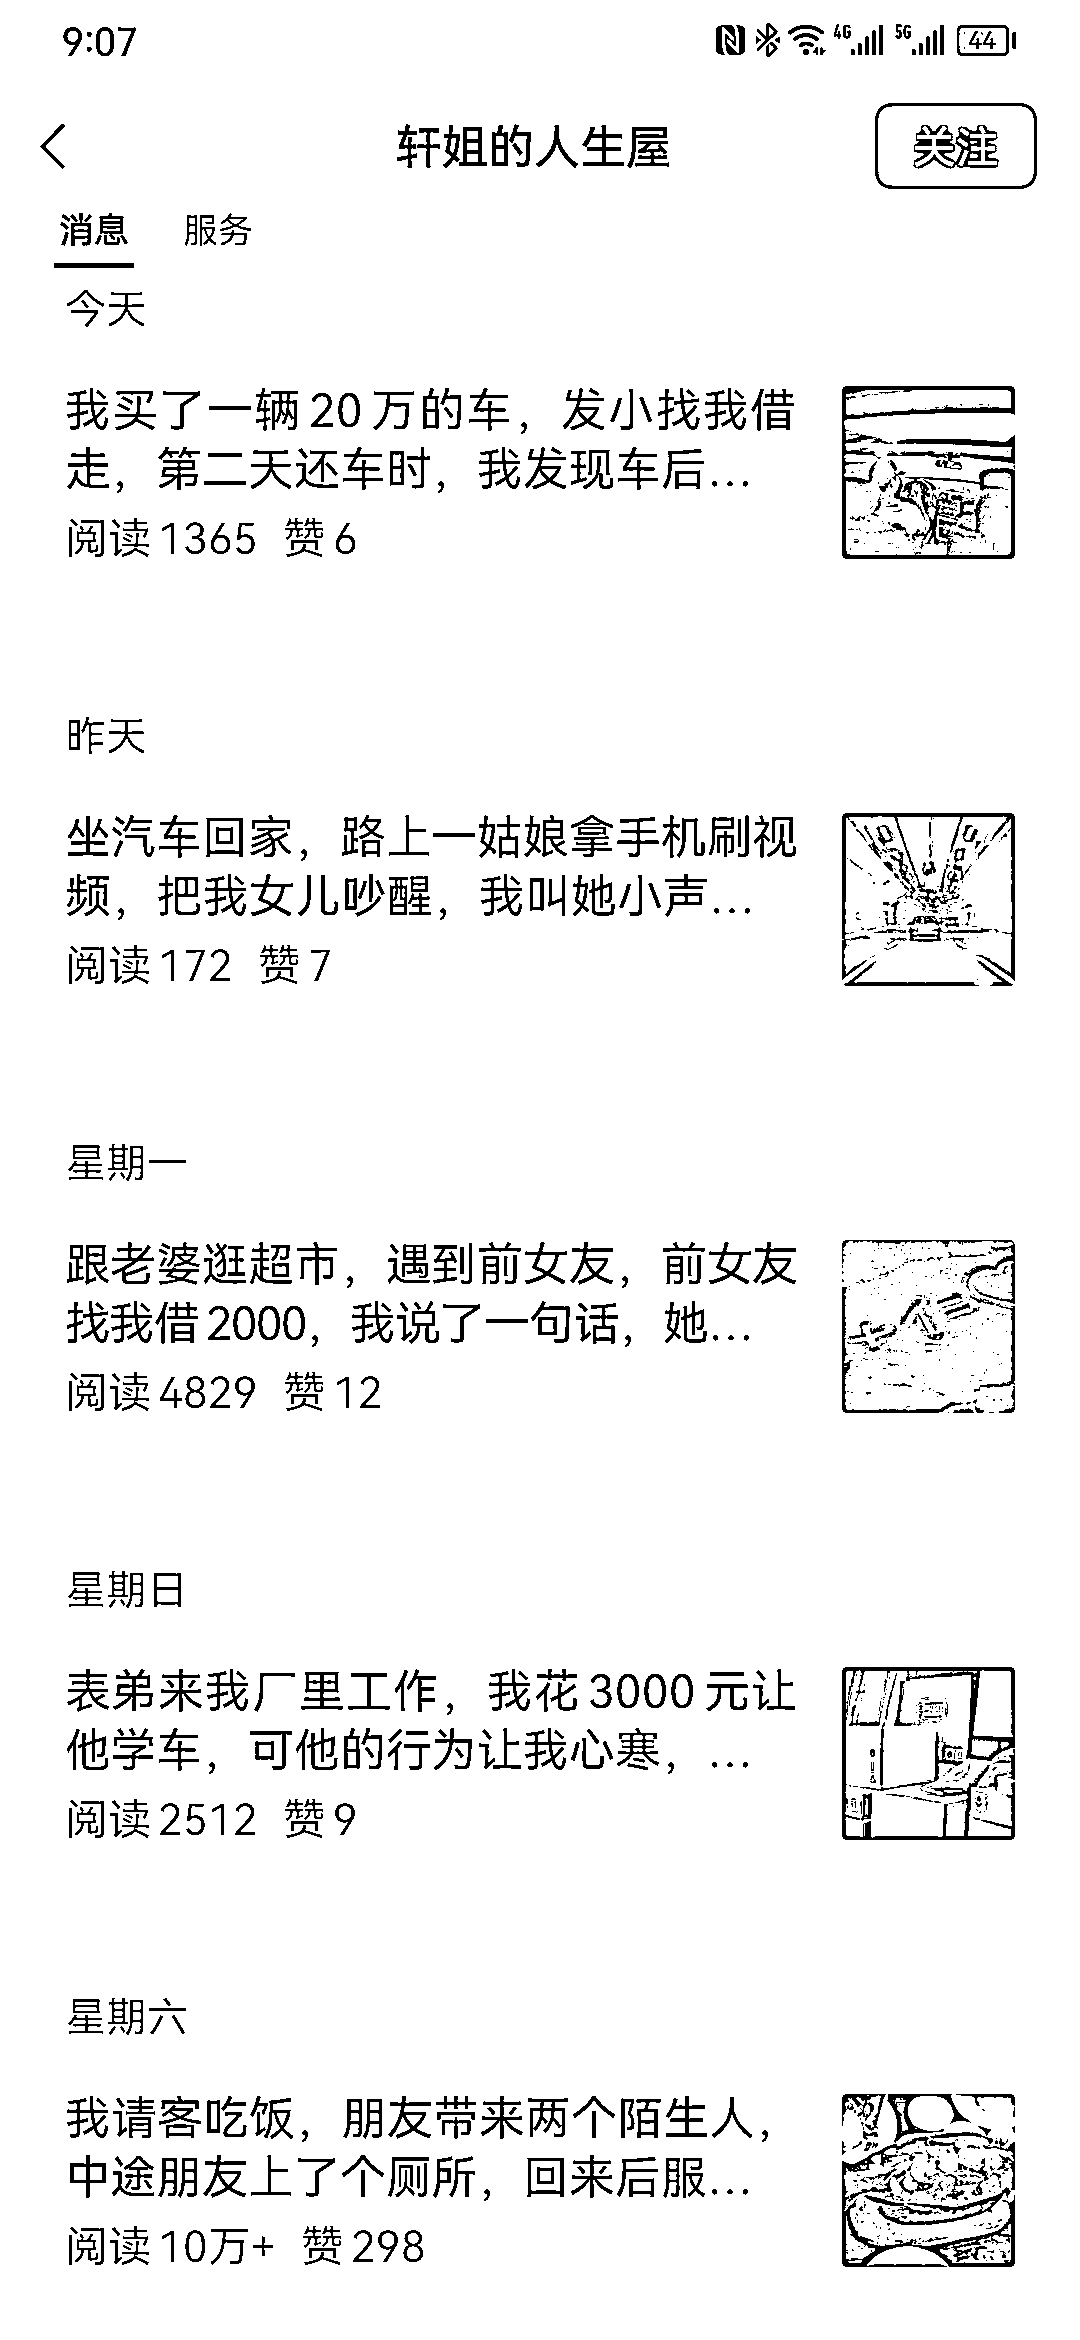 9:07
4G 5G 44
轩姐的人生屋
关注
消息 服务
今天
我买了一辆20万的车，发小找我借
走，第二天还车时，我发现车后...
阅读1365 赞6
昨天
坐汽车回家，路上一姑娘拿手机刷视
频，把我女儿吵醒，我叫她小声...
阅读172 赞7
星期一
跟老婆逛超市，遇到前女友，前女友
找我借2000，我说了一句话，她...
阅读4829 赞12
星期日
表弟来我厂里工作，我花3000元让
他学车，可他的行为让我心寒，...
阅读2512 赞9
星期六
我请客吃饭，朋友带来两个陌生人，
中途朋友上了个厕所，回来后服...
阅读10万+ 赞298